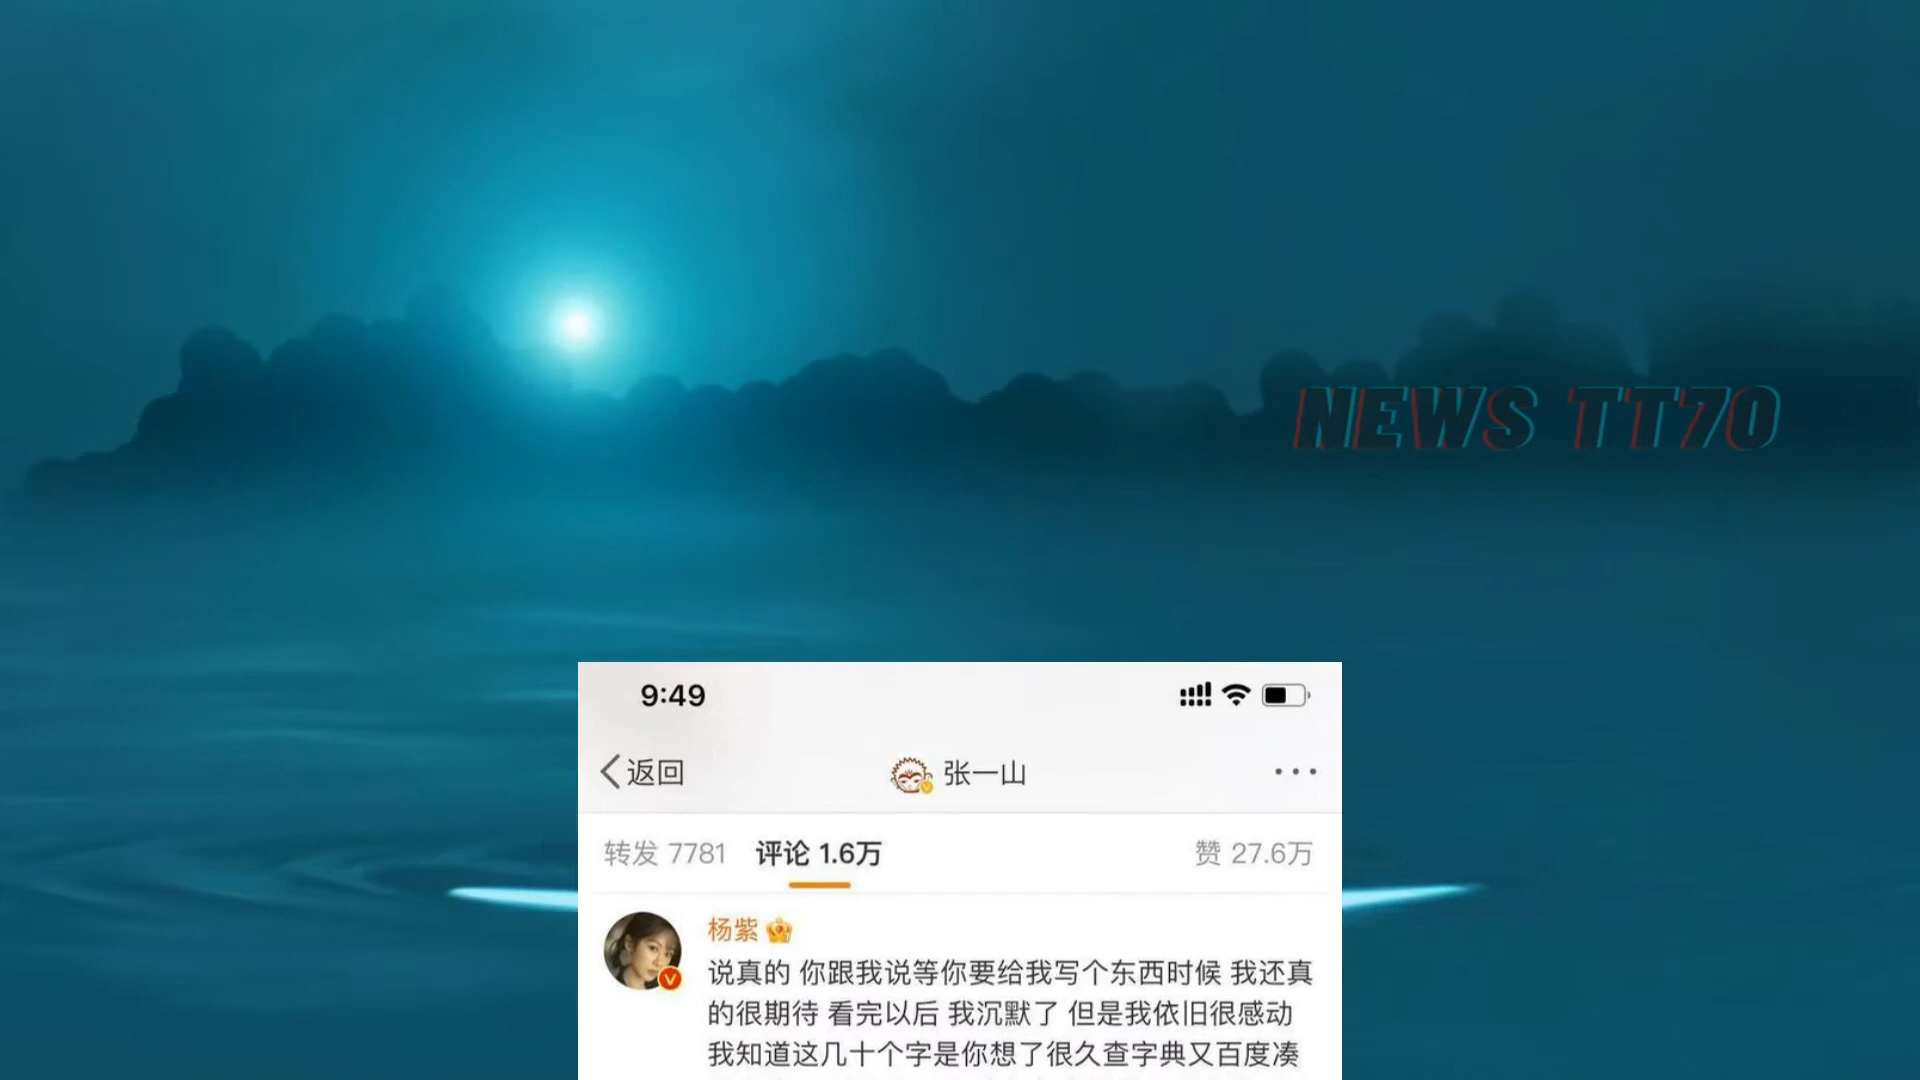 NEWS TT70
9:49
返回
张一山
转发 7781 评论 1.6万 赞 27.6万
杨紫
说真的 你跟我说等你要给我写个东西时候 我还真
的很期待 看完以后 我沉默了 但是我依旧很感动
我知道这几十个字是你想了很久查字典又百度凑